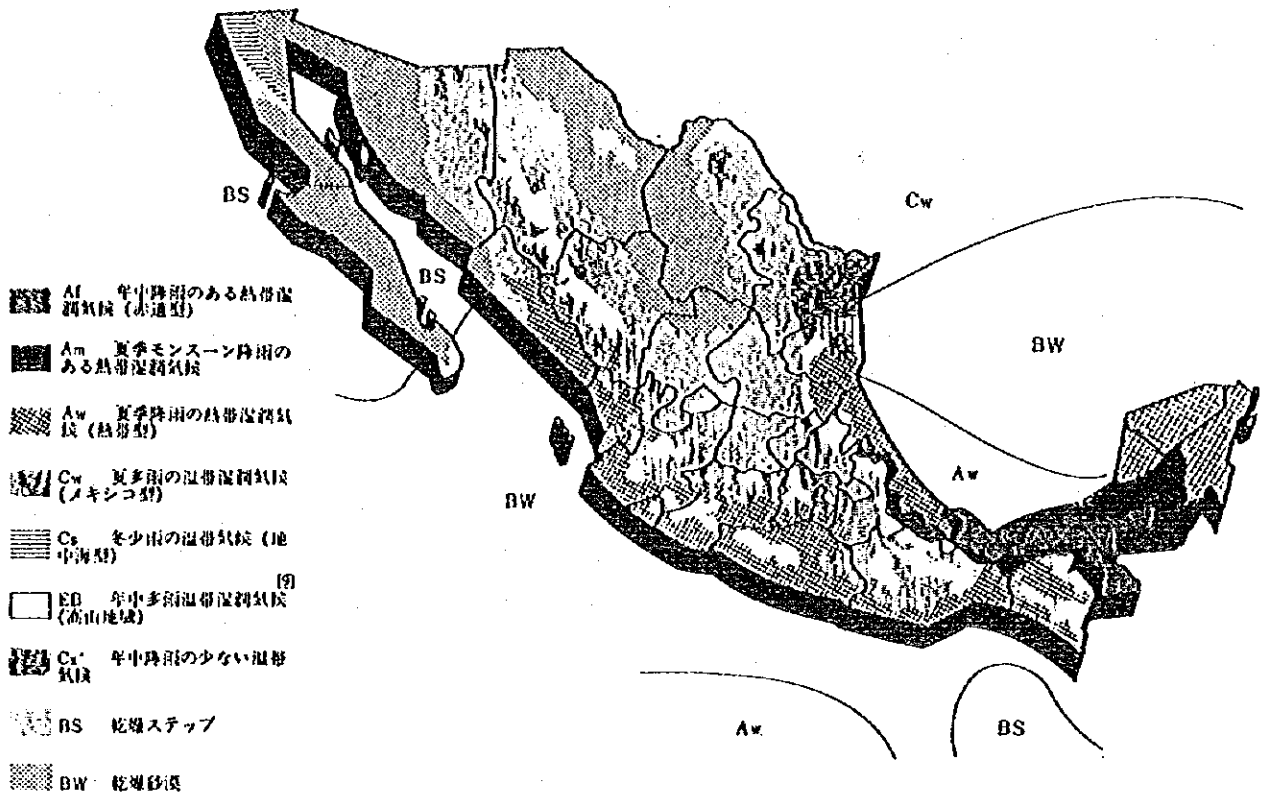 Af 年中降雨のある熱帯湿
潤気候 (赤道型)
Am 夏季モンスーン降雨の
ある熱帯湿潤気候
Aw 夏季降雨の熱帯湿潤気
候 (熱帯型)
Cw 夏多雨の温帯湿潤気候
(メキシコ型)
Cs 冬少雨の温帯気候 (地
中海型)
EB 年中多雨温帯湿潤気候 [9]
(高山地域)
Cx' 年中降雨の少ない温帯
気候
BS 乾燥ステップ
BW 乾燥砂漠
BS
BS
BW
Cw
BW
Aw
Aw
BS